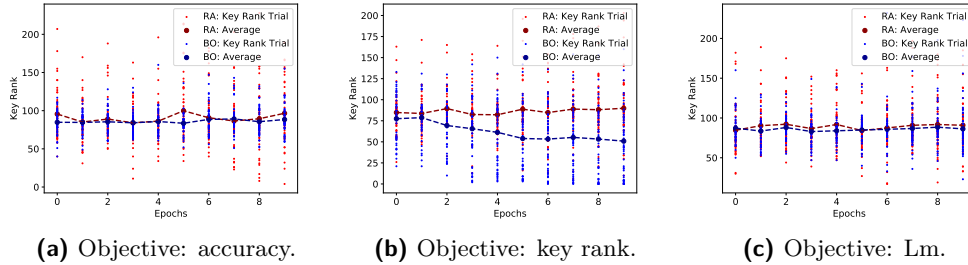 RA: Key Rank Trial
RA: Average
BO: Key Rank Trial
BO: Average
Key Rank
200
150
100
50
0
0 2 4 6 8
Epochs
(a) Objective: accuracy.
RA: Key Rank Trial
RA: Average
BO: Key Rank Trial
BO: Average
Key Rank
200
175
150
125
100
75
50
25
0
0 2 4 6 8
Epochs
(b) Objective: key rank.
RA: Key Rank Trial
RA: Average
BO: Key Rank Trial
BO: Average
Key Rank
200
150
100
50
0 2 4 6 8
Epochs
(c) Objective: Lm.